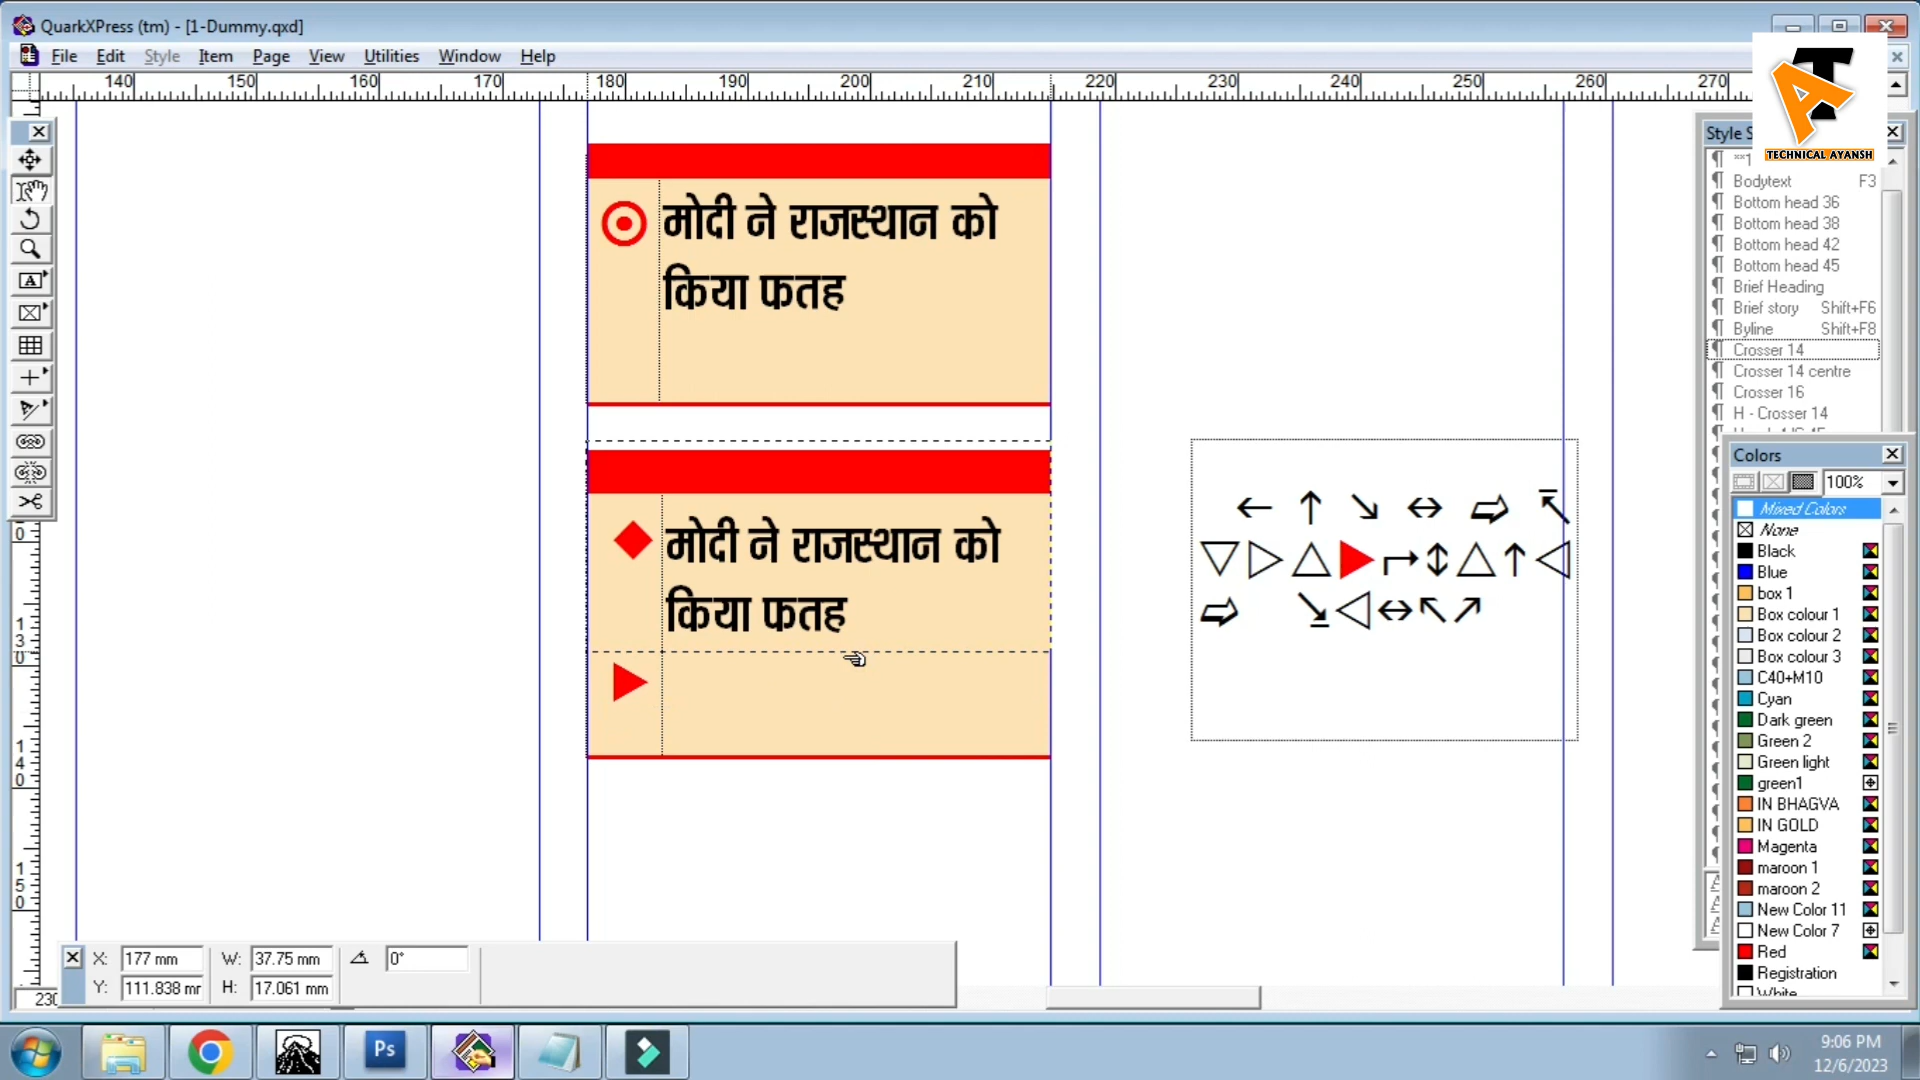 QuarkXPress (tm) - [1-Dummy.qxd]
File Edit Style Item Page View Utilities Window Help
140 150 160 170 180 190 200 210 220 230 240 250 260 270
TECHNICAL AYANSH
Style S
Bodytext F3
Bottom head 36
Bottom head 38
Bottom head 42
Bottom head 45
Brief Heading
Brief story Shift+F6
Byline Shift+F8
Crosser 14
Crosser 14 centre
Crosser 16
H - Crosser 14
मोदी ने राजस्थान को
किया फतह
मोदी ने राजस्थान को
किया फतह
Colors
100%
Mixed Colors
None
Black
Blue
box 1
Box colour 1
Box colour 2
Box colour 3
C40+M10
Cyan
Dark green
Green 2
Green light
green1
IN BHAGVA
IN GOLD
Magenta
maroon 1
maroon 2
New Color 11
New Color 7
Red
Registration
White
X: 177 mm W: 37.75 mm 0°
Y: 111.838 mr H: 17.061 mm
Ps
9:06 PM
12/6/2023